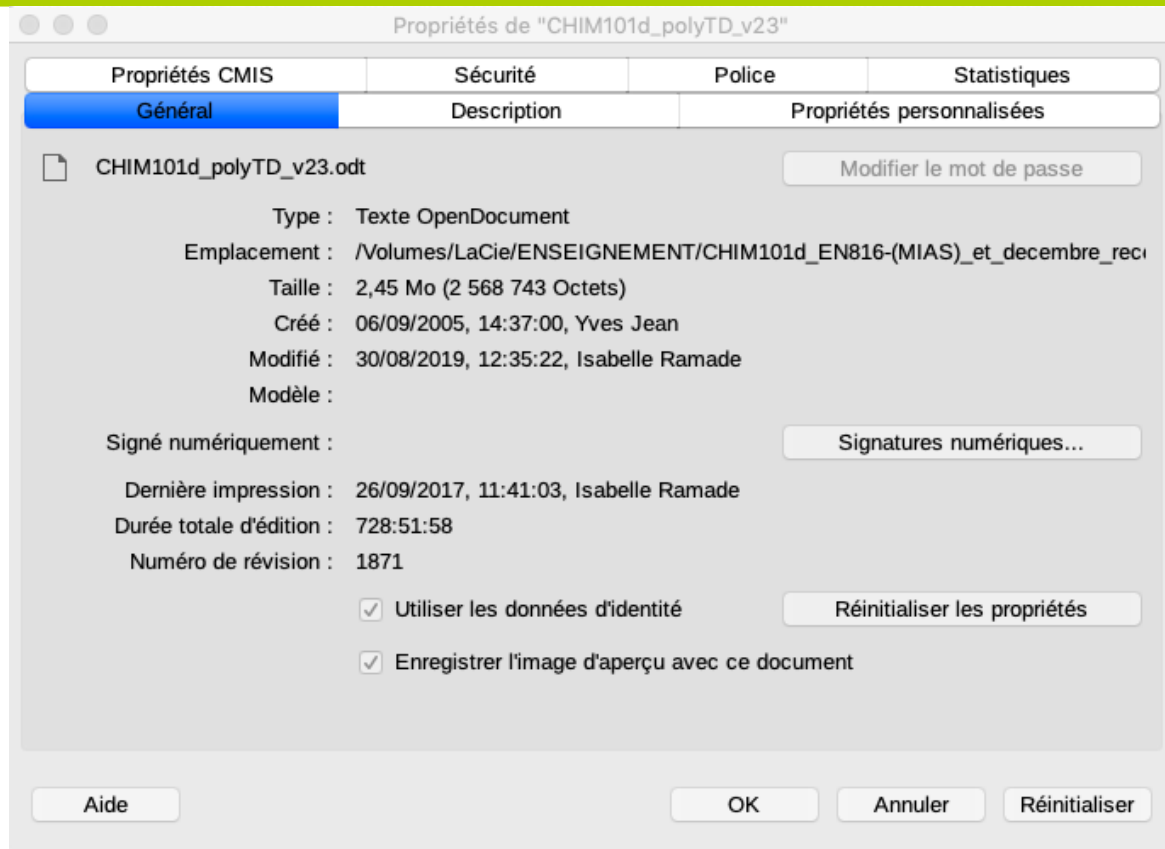 Propriétés de "CHIM101d_polyTD_v23"
Propriétés CMIS Sécurité Police Statistiques
Général Description Propriétés personnalisées
CHIM101d_polyTD_v23.odt Modifier le mot de passe
Type : Texte OpenDocument
Emplacement : /Volumes/LaCie/ENSEIGNEMENT/CHIM101d_EN816-(MIAS)_et_decembre_rec
Taille : 2,45 Mo (2 568 743 Octets)
Créé : 06/09/2005, 14:37:00, Yves Jean
Modifié : 30/08/2019, 12:35:22, Isabelle Ramade
Modèle :
Signé numériquement : Signatures numériques...
Dernière impression : 26/09/2017, 11:41:03, Isabelle Ramade
Durée totale d'édition : 728:51:58
Numéro de révision : 1871
Utiliser les données d'identité Réinitialiser les propriétés
Enregistrer l'image d'aperçu avec ce document
Aide OK Annuler Réinitialiser